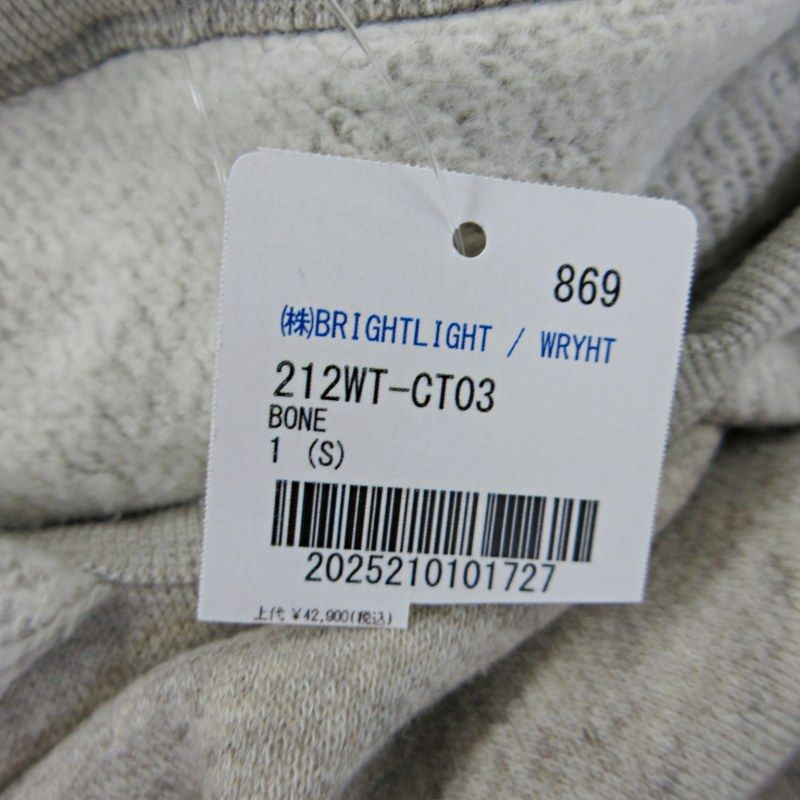 869
㈱BRIGHTLIGHT / WRYHT
212WT-CT03
BONE
1 (S)
2025210101727
上代 ¥42,900(税込)